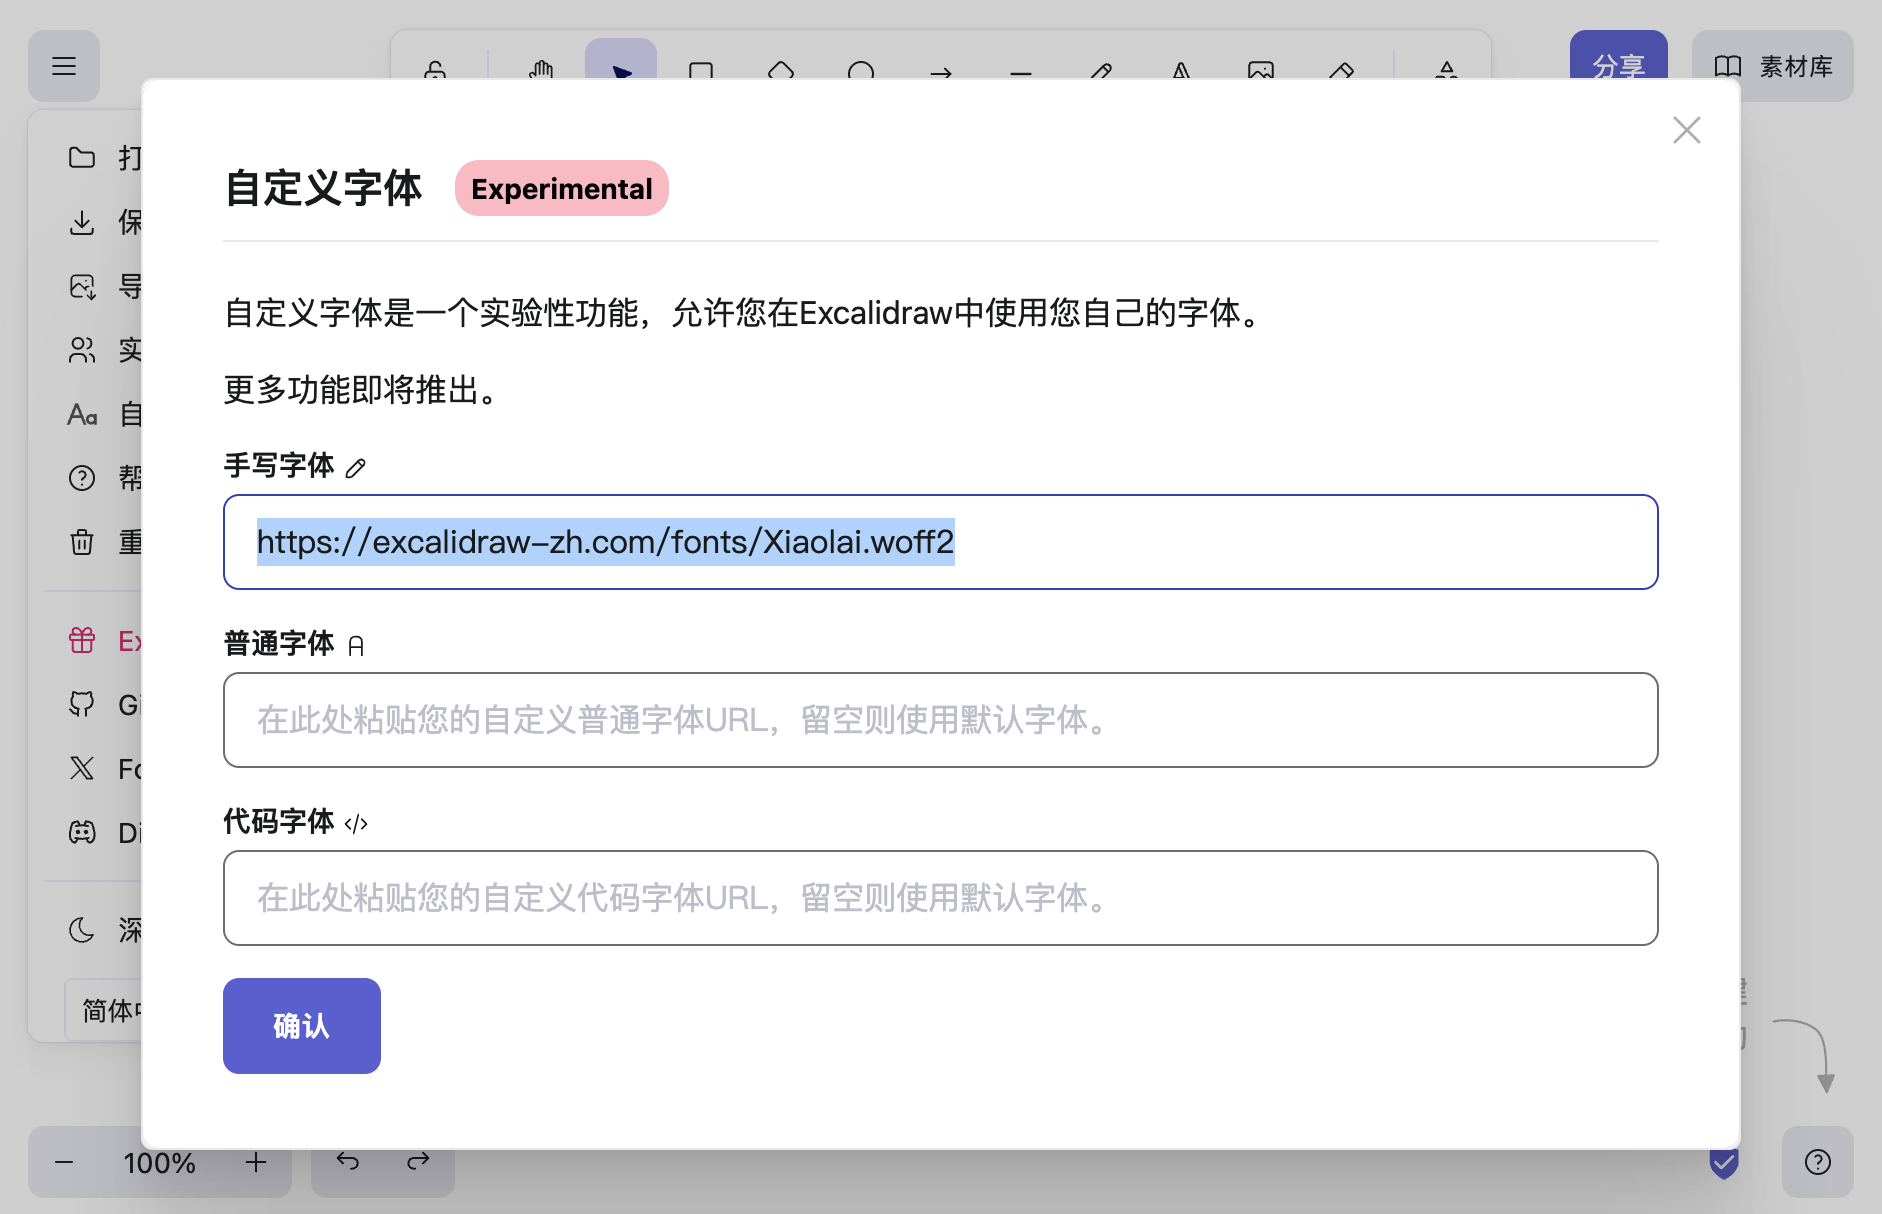 分享
素材库
打
保
导
实
自
帮
重
Ex
Gi
Fo
Di
深
简体中
自定义字体 Experimental
自定义字体是一个实验性功能，允许您在Excalidraw中使用您自己的字体。
更多功能即将推出。
手写字体
https://excalidraw-zh.com/fonts/Xiaolai.woff2
普通字体
在此处粘贴您的自定义普通字体URL，留空则使用默认字体。
代码字体
在此处粘贴您的自定义代码字体URL，留空则使用默认字体。
确认
100%